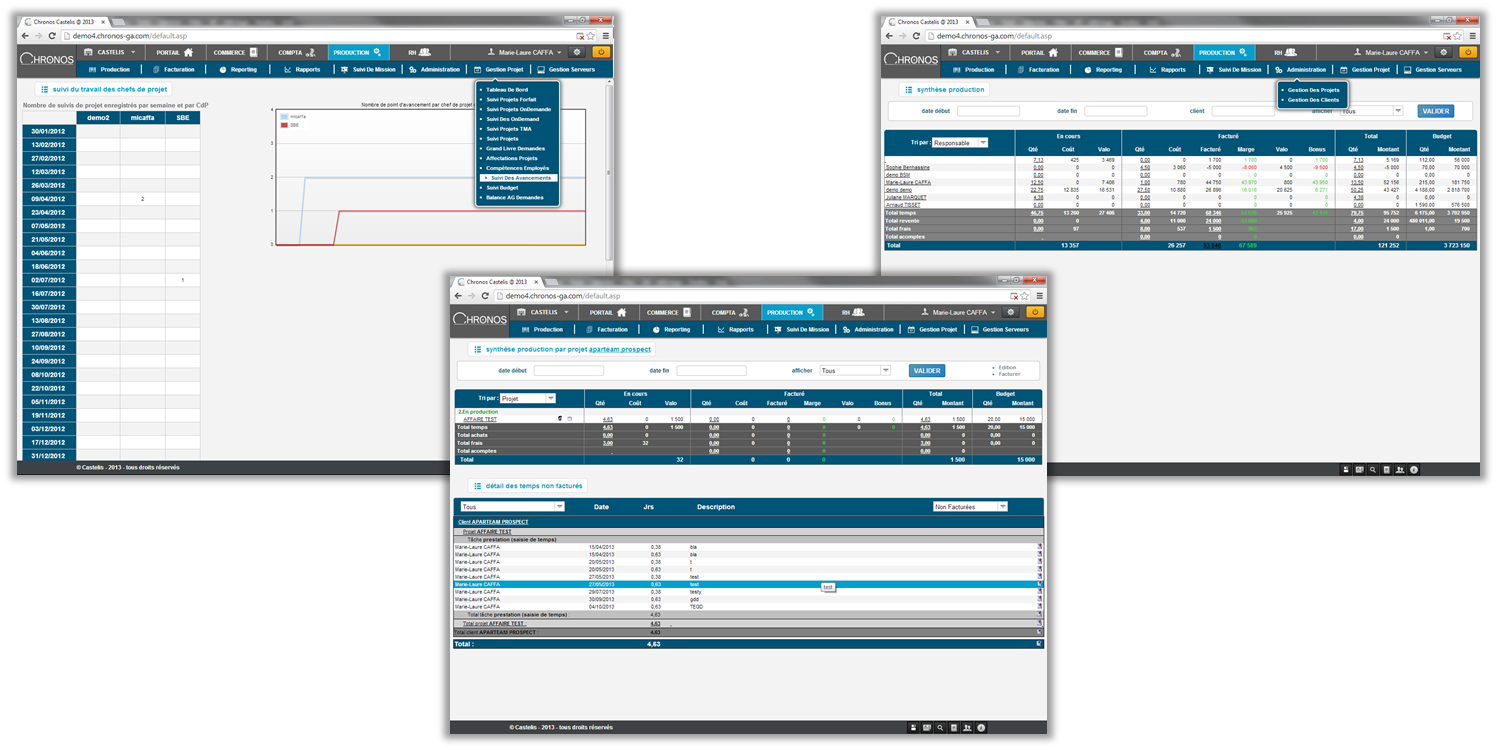 Chronos Castelis @ 2013
demo4.chronos-ga.com/default.asp
CHRONOS
CASTELIS PORTAIL COMMERCE COMPTA PRODUCTION RH Marie-Laure CAFFA
Production Facturation Reporting Rapports Suivi De Mission Administration Gestion Projet Gestion Serveurs
suivi du travail des chefs de projet
Nombre de suivis de projet enregistrés par semaine et par CdP
demo2 mlcaffa SBE
30/01/2012
13/02/2012
27/02/2012
12/03/2012
26/03/2012
09/04/2012 2
23/04/2012
07/05/2012
21/05/2012
04/06/2012
18/06/2012
02/07/2012 1
16/07/2012
30/07/2012
13/08/2012
27/08/2012
10/09/2012
24/09/2012
08/10/2012
22/10/2012
05/11/2012
19/11/2012
03/12/2012
17/12/2012
31/12/2012
Nombre de point d'avancement par chef de projet
mlcaffa
SBE
4
3
2
1
0
Tableau De Bord
Suivi Projets Forfait
Suivi Projets OnDemande
Suivi Des OnDemand
Suivi Projets TMA
Suivi Projets
Grand Livre Demandes
Affectations Projets
Compétences Employés
Suivi Des Avancements
Suivi Budget
Balance AG Demandes
© Castelis - 2013 - tous droits réservés
Chronos Castelis @ 2013
demo4.chronos-ga.com/default.asp
CHRONOS
CASTELIS PORTAIL COMMERCE COMPTA PRODUCTION RH Marie-Laure CAFFA
Production Facturation Reporting Rapports Suivi De Mission Administration Gestion Projet Gestion Serveurs
Gestion Des Projets
Gestion Des Clients
synthèse production
date début date fin client afficher Tous VALIDER
Tri par : Responsable En cours Facturé Total Budget
Qté Coût Valo Qté Coût Facturé Marge Valo Bonus Qté Montant Qté Montant
7,13 425 3 469 0,00 0 1 700 1 700 0 1 700 7,13 5 169 112,00 56 000
Sophie Benhassine 0,00 0 0 4,50 3 060 -5 000 -8 060 4 500 -9 500 4,50 -5 000 70,00 70 000
demo BSM 0,00 0 0 0,00 0 0 0 0 0 0,00 0 0,00 0
Marie-Laure CAFFA 12,50 0 7 406 1,00 780 44 750 43 970 800 43 950 13,50 52 156 215,00 181 750
demo demo 22,75 12 835 16 531 27,50 10 880 26 896 16 016 20 625 6 271 50,25 43 427 4 188,00 2 818 700
Juliane MARQUET 4,38 0 0 0,00 0 0 0 0 0 4,38 0 0,00 0
Arnaud TISSET 0,00 0 0 0,00 0 0 0 0 0 0,00 0 1 590,00 576 500
Total temps 46,75 13 260 27 406 33,00 14 720 68 346 25 925 79,75 95 752 6 175,00 3 702 950
Total revente 0,00 0 4,00 11 000 24,000 4,00 24 000 480 011,00 19 500
Total frais 9,00 97 8,00 537 1 500 17,00 1 500 1,00 700
Total acomptes 0,00 0 0 0,00 0
Total 13 357 26 257 93 846 67 589 121 252 3 723 150
Chronos Castelis @ 2013
demo4.chronos-ga.com/default.asp
CHRONOS
CASTELIS PORTAIL COMMERCE COMPTA PRODUCTION RH Marie-Laure CAFFA
Production Facturation Reporting Rapports Suivi De Mission Administration Gestion Projet Gestion Serveurs
synthèse production par projet aparteam prospect
date début date fin afficher Tous VALIDER Edition
Facturer
Tri par : Projet En cours Facturé Total Budget
Qté Coût Valo Qté Coût Facturé Marge Valo Bonus Qté Montant Qté Montant
2.En production
AFFAIRE TEST 4,63 0 1 500 0,00 0 0 0 0 0 4,63 1 500 20,00 15 000
Total temps 4,63 0 1 500 0,00 0 0 0 0 0 4,63 1 500 20,00 15 000
Total achats 0,00 0 0,00 0 0 0 0,00 0 0,00 0
Total frais 3,00 32 0,00 0 0 0 3,00 0 0,00 0
Total acomptes 0,00 0 0 0 0,00 0
Total 32 0 0 0 1 500 15 000
détail des temps non facturés
Tous Date Jrs Description Non Facturées
Client APARTEAM PROSPECT
Projet AFFAIRE TEST
Tâche prestation (saisie de temps)
Marie-Laure CAFFA 15/04/2013 0,38 bla
Marie-Laure CAFFA 15/04/2013 0,63 bla
Marie-Laure CAFFA 20/05/2013 0,38 t
Marie-Laure CAFFA 20/05/2013 0,63 t
Marie-Laure CAFFA 27/05/2013 0,38 test
Marie-Laure CAFFA 27/05/2013 0,63 test
test
Marie-Laure CAFFA 29/07/2013 0,38 testy
Marie-Laure CAFFA 30/09/2013 0,63 gdd
Marie-Laure CAFFA 04/10/2013 0,63 TEGD
Total tâche prestation (saisie de temps) : 4,63
Total projet AFFAIRE TEST : 4,63
Total client APARTEAM PROSPECT 4,63
Total : 4,63
© Castelis - 2013 - tous droits réservés